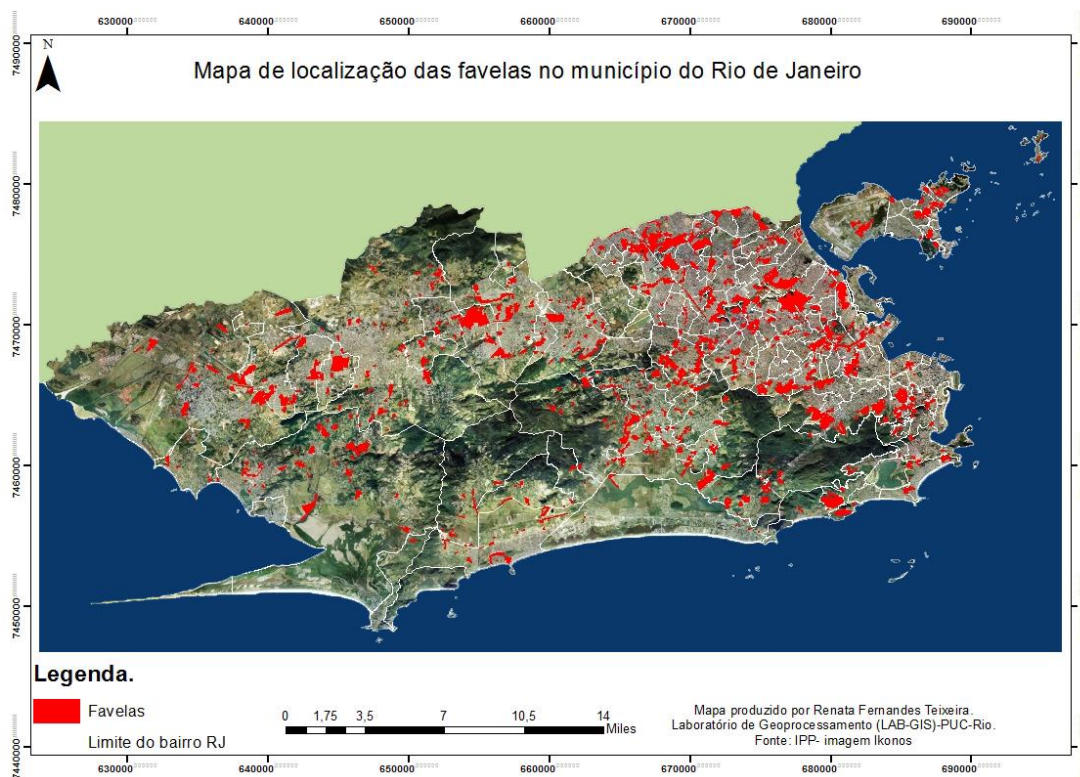 630000 640000 650000 660000 670000 680000 690000
7490000
N
Mapa de localização das favelas no município do Rio de Janeiro
7480000
7470000
7460000
7450000
Legenda.
Favelas
Limite do bairro RJ
0 1,75 3,5 7 10,5 14
Miles
Mapa produzido por Renata Fernandes Teixeira.
Laboratório de Geoprocessamento (LAB-GIS)-PUC-Rio.
Fonte: IPP- imagem Ikonos
7440000
630000 640000 650000 660000 670000 680000 690000